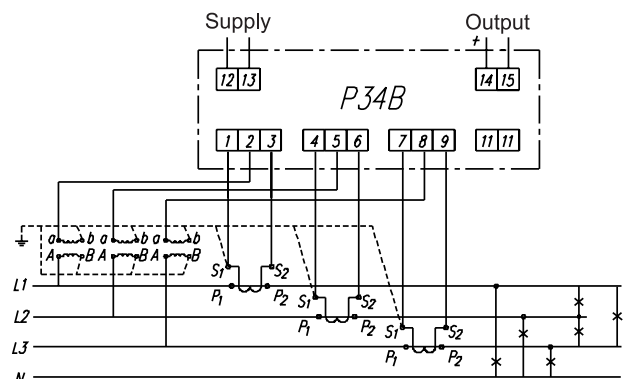 Supply Output
+
12 13 14 15
P34B
1 2 3 4 5 6 7 8 9 11 11
a b a b a b
A B A B A B
S1 S2
L1 P1 P2 S1 S2
L2 P1 P2 S1 S2
L3 P1 P2
N